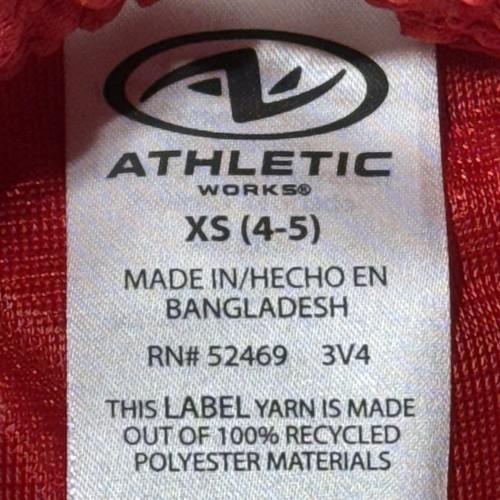 ATHLETIC
WORKS®
XS (4-5)
MADE IN/HECHO EN
BANGLADESH
RN# 52469 3V4
THIS LABEL YARN IS MADE
OUT OF 100% RECYCLED
POLYESTER MATERIALS